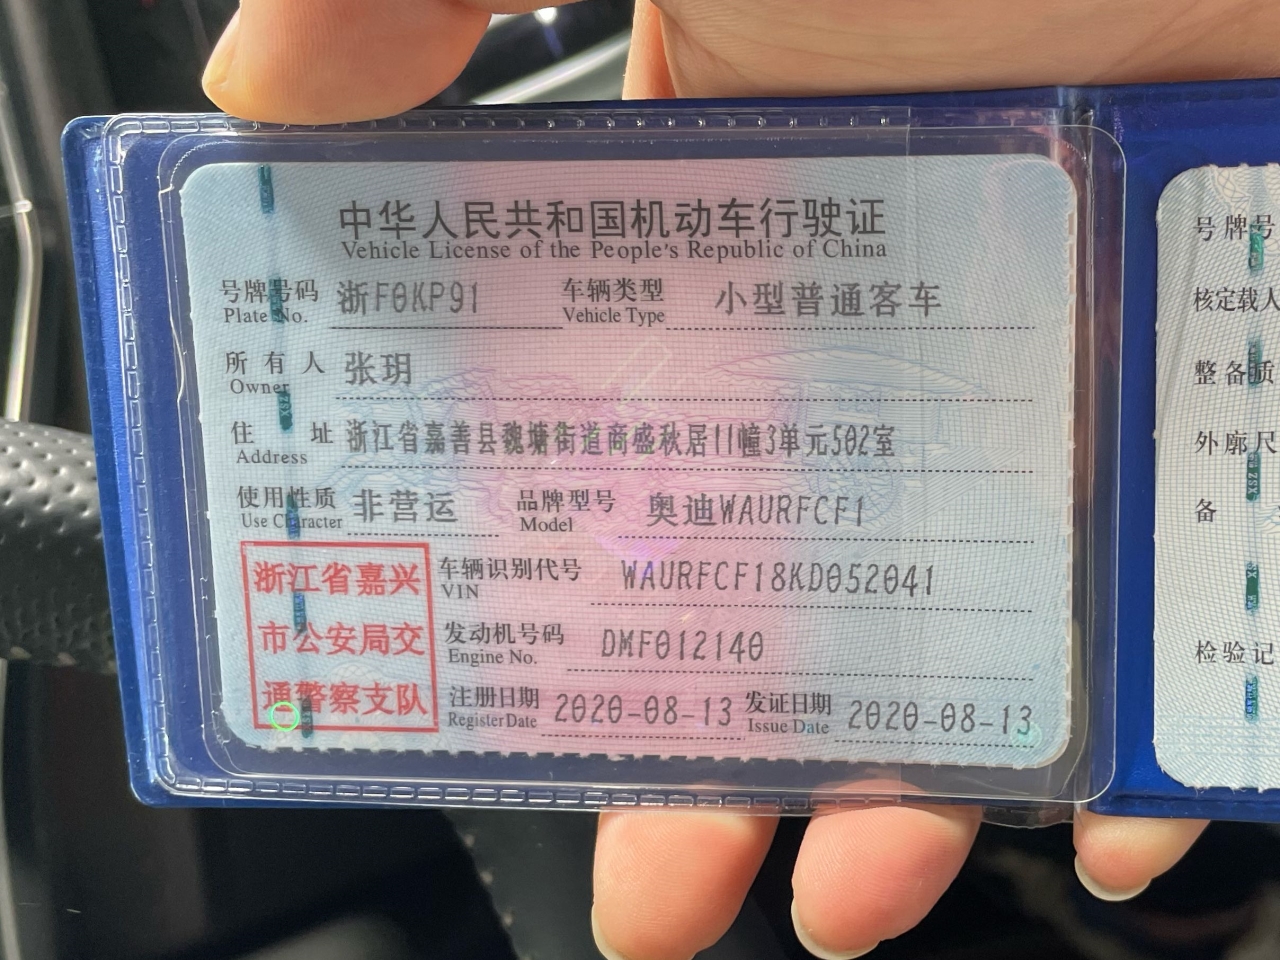 中华人民共和国机动车行驶证
Vehicle License of the People's Republic of China
号牌号码 浙F0KP91 车辆类型 小型普通客车
Plate No. Vehicle Type
所有人 张玥
Owner
住址 浙江省嘉善县魏塘街道商盛秋居11幢3单元502室
Address
使用性质 非营运 品牌型号 奥迪WAURFCF1
Use Character Model
车辆识别代号 WAURFCF18KD052041
VIN
发动机号码 DMF012140
Engine No.
注册日期 2020-08-13 发证日期 2020-08-13
Register Date Issue Date
浙江省嘉兴
市公安局交
通警察支队
号牌号
核定载人
整备质
外廓尺
备
检验记